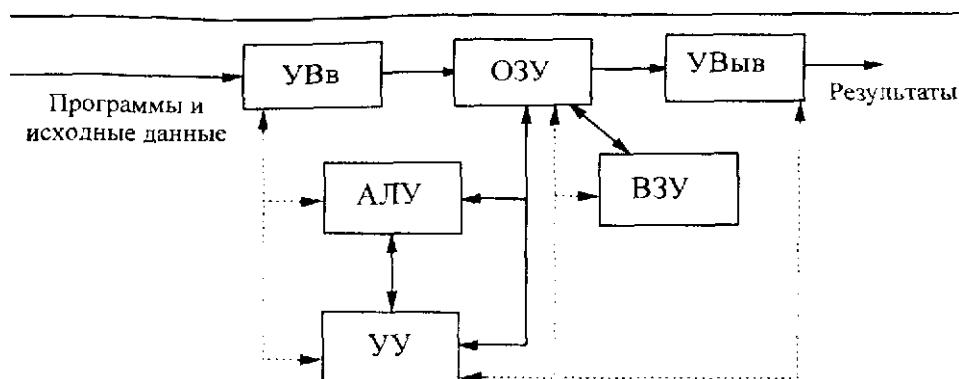 УВв
ОЗУ
УВыв
Программы и
исходные данные
Результаты
АЛУ
ВЗУ
УУ